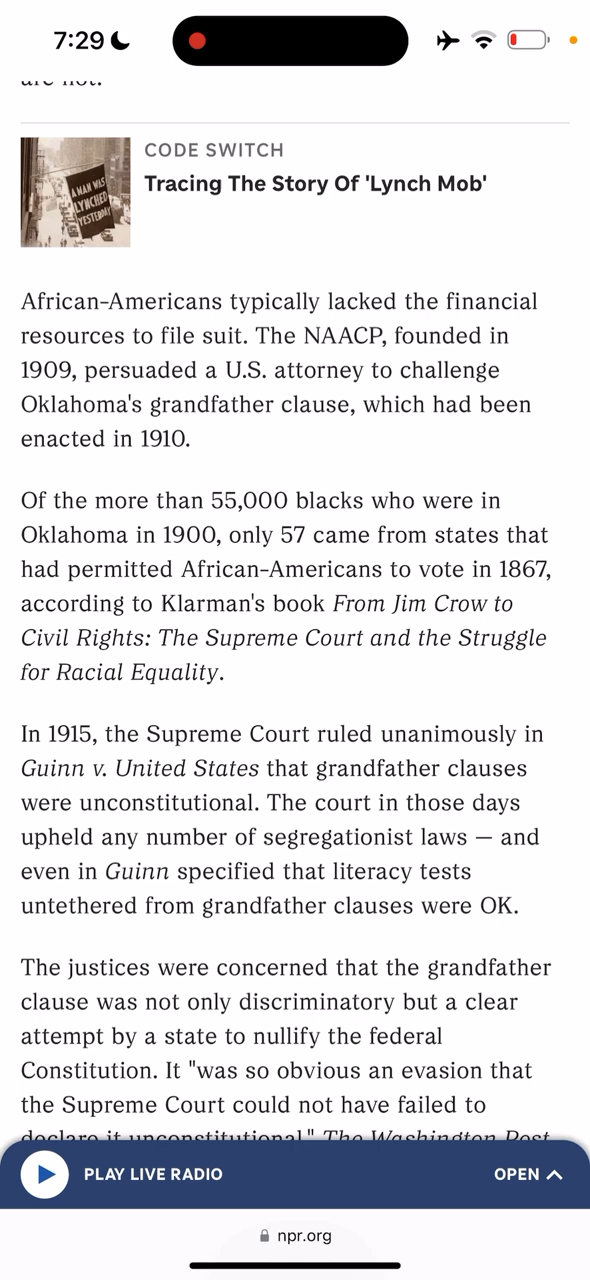 7:29
are not.
CODE SWITCH
Tracing The Story Of 'Lynch Mob'
A MAN WAS
LYNCHED
YESTERDAY
African-Americans typically lacked the financial
resources to file suit. The NAACP, founded in
1909, persuaded a U.S. attorney to challenge
Oklahoma's grandfather clause, which had been
enacted in 1910.
Of the more than 55,000 blacks who were in
Oklahoma in 1900, only 57 came from states that
had permitted African-Americans to vote in 1867,
according to Klarman's book From Jim Crow to
Civil Rights: The Supreme Court and the Struggle
for Racial Equality.
In 1915, the Supreme Court ruled unanimously in
Guinn v. United States that grandfather clauses
were unconstitutional. The court in those days
upheld any number of segregationist laws — and
even in Guinn specified that literacy tests
untethered from grandfather clauses were OK.
The justices were concerned that the grandfather
clause was not only discriminatory but a clear
attempt by a state to nullify the federal
Constitution. It "was so obvious an evasion that
the Supreme Court could not have failed to
declare it unconstitutional," The Washington Post
PLAY LIVE RADIO
OPEN
npr.org